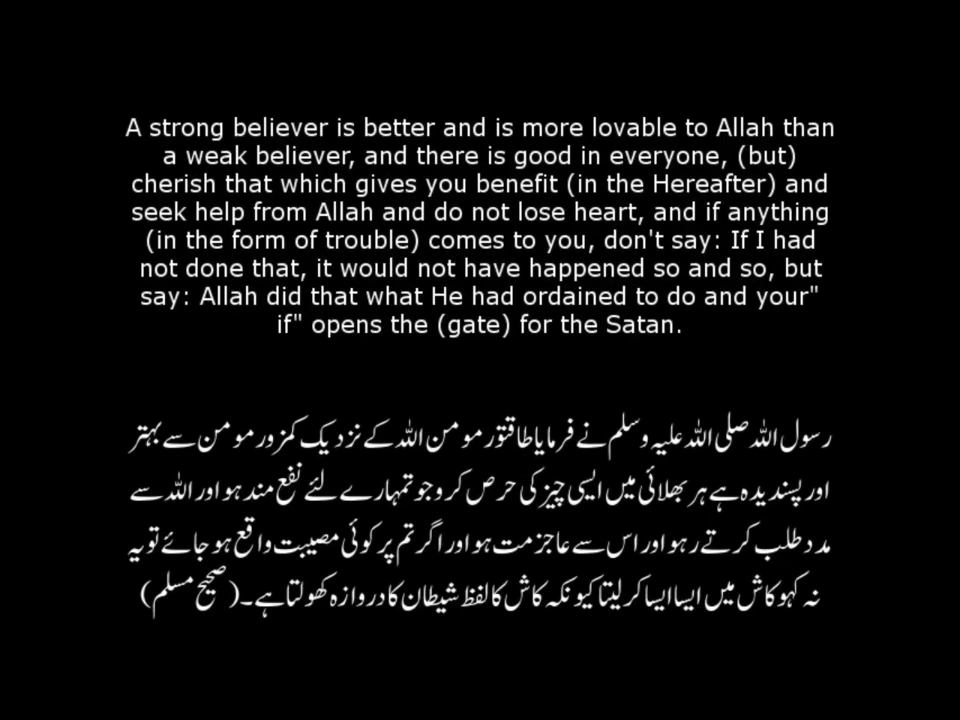 A strong believer is better and is more lovable to Allah than
a weak believer, and there is good in everyone, (but)
cherish that which gives you benefit (in the Hereafter) and
seek help from Allah and do not lose heart, and if anything
(in the form of trouble) comes to you, don't say: If I had
not done that, it would not have happened so and so, but
say: Allah did that what He had ordained to do and your"
if" opens the (gate) for the Satan.
رسول اللہ صلی اللہ علیہ وسلم نے فرمایا طاقتور مومن اللہ کے نزدیک کمزور مومن سے بہتر
اور پسندیدہ ہے ہر بھلائی میں ایسی چیز کی حرص کرو جو تمہارے لئے نفع مند ہو اور اللہ سے
مدد طلب کرتے رہو اور اس سے عاجز مت ہو اور اگر تم پر کوئی مصیبت واقع ہو جائے تو یہ
نہ کہو کاش میں ایسا ایسا کر لیتا کیونکہ کاش کا لفظ شیطان کا دروازہ کھولتا ہے۔(صحیح مسلم)